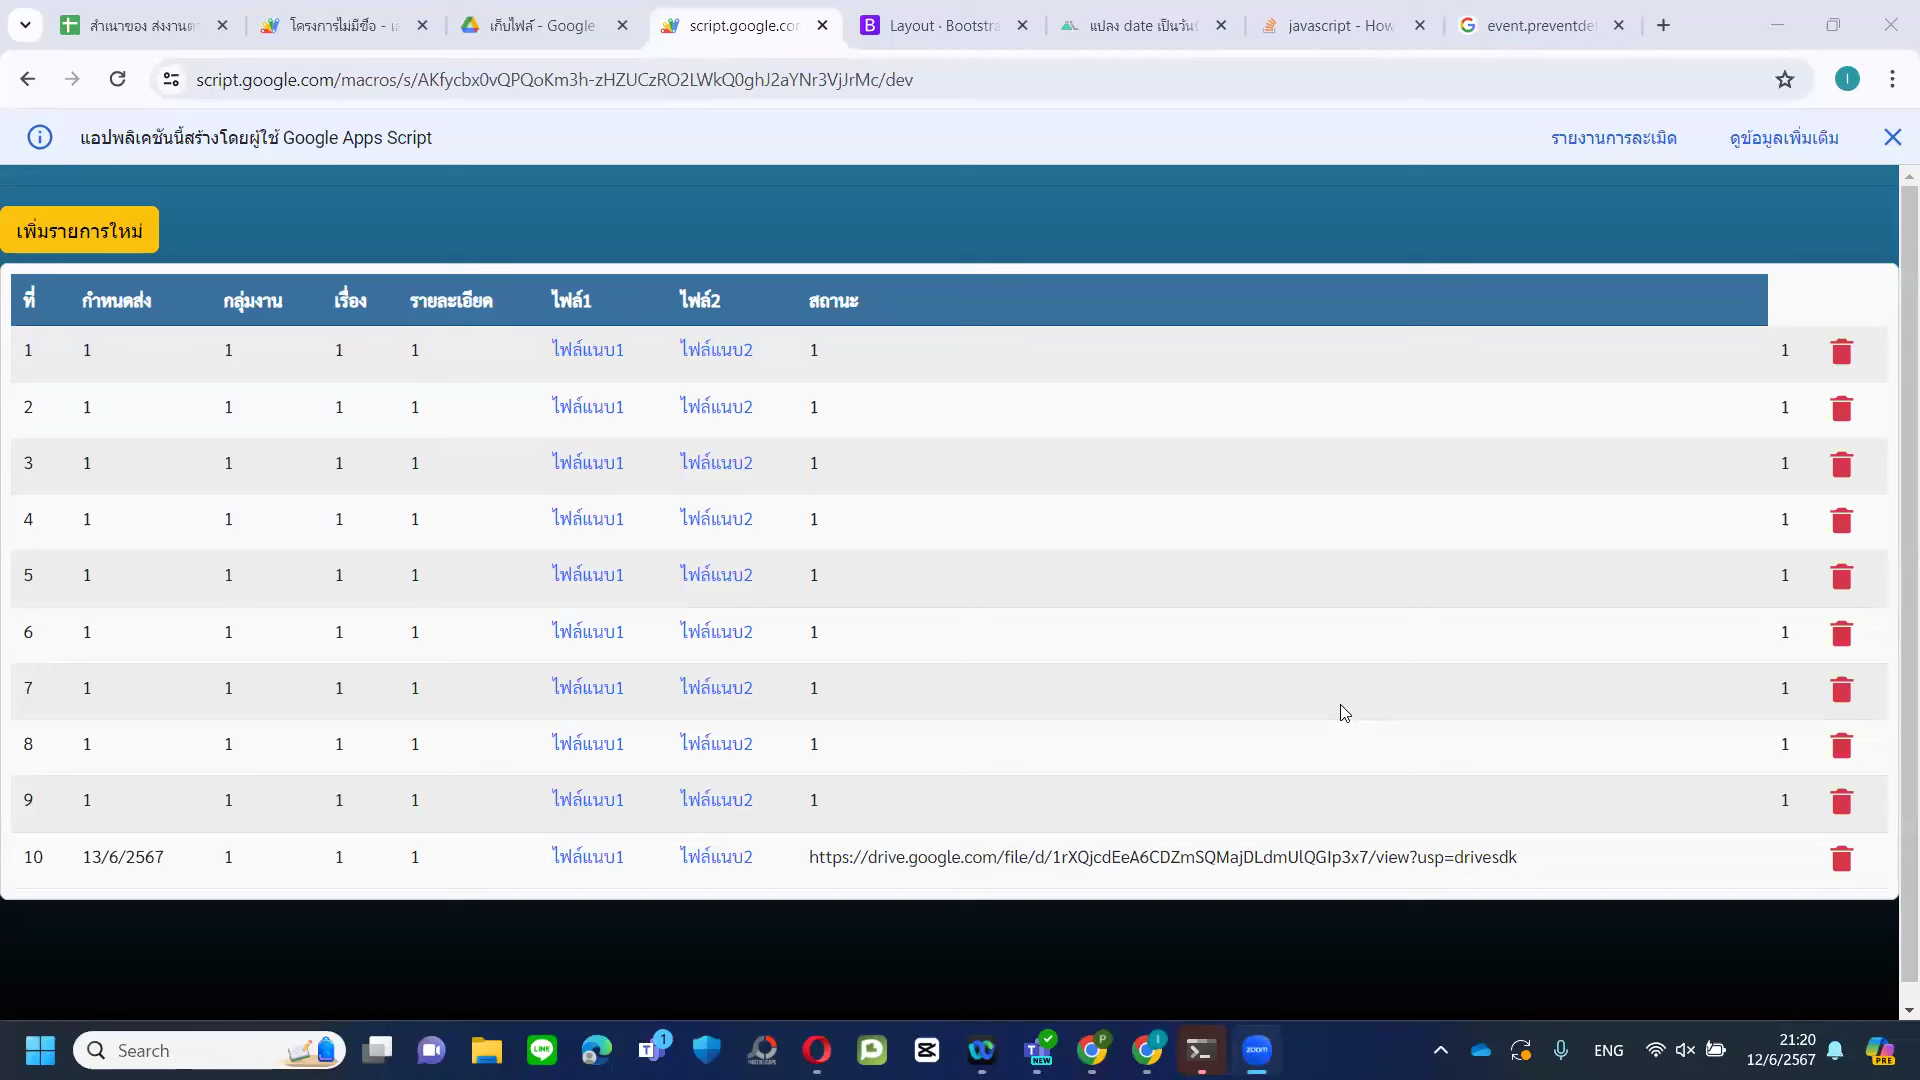 สำเนาของ ส่งงานต
โครงการไม่มีชื่อ - เ
เก็บไฟล์ - Google
script.google.co
Layout · Bootstra
แปลง date เป็นวัน
javascript - How
event.preventde
script.google.com/macros/s/AKfycbx0vQPQoKm3h-zHZUCzRO2LWkQ0ghJ2aYNr3VjJrMc/dev
แอปพลิเคชันนี้สร้างโดยผู้ใช้ Google Apps Script
รายงานการละเมิด
ดูข้อมูลเพิ่มเติม
เพิ่มรายการใหม่
ที่ กำหนดส่ง กลุ่มงาน เรื่อง รายละเอียด ไฟล์1 ไฟล์2 สถานะ
1 1 1 1 1 ไฟล์แนบ1 ไฟล์แนบ2 1 1
2 1 1 1 1 ไฟล์แนบ1 ไฟล์แนบ2 1 1
3 1 1 1 1 ไฟล์แนบ1 ไฟล์แนบ2 1 1
4 1 1 1 1 ไฟล์แนบ1 ไฟล์แนบ2 1 1
5 1 1 1 1 ไฟล์แนบ1 ไฟล์แนบ2 1 1
6 1 1 1 1 ไฟล์แนบ1 ไฟล์แนบ2 1 1
7 1 1 1 1 ไฟล์แนบ1 ไฟล์แนบ2 1 1
8 1 1 1 1 ไฟล์แนบ1 ไฟล์แนบ2 1 1
9 1 1 1 1 ไฟล์แนบ1 ไฟล์แนบ2 1 1
10 13/6/2567 1 1 1 ไฟล์แนบ1 ไฟล์แนบ2 https://drive.google.com/file/d/1rXQjcdEeA6CDZmSQMajDLdmUlQGIp3x7/view?usp=drivesdk
Search
ENG
21:20
12/6/2567